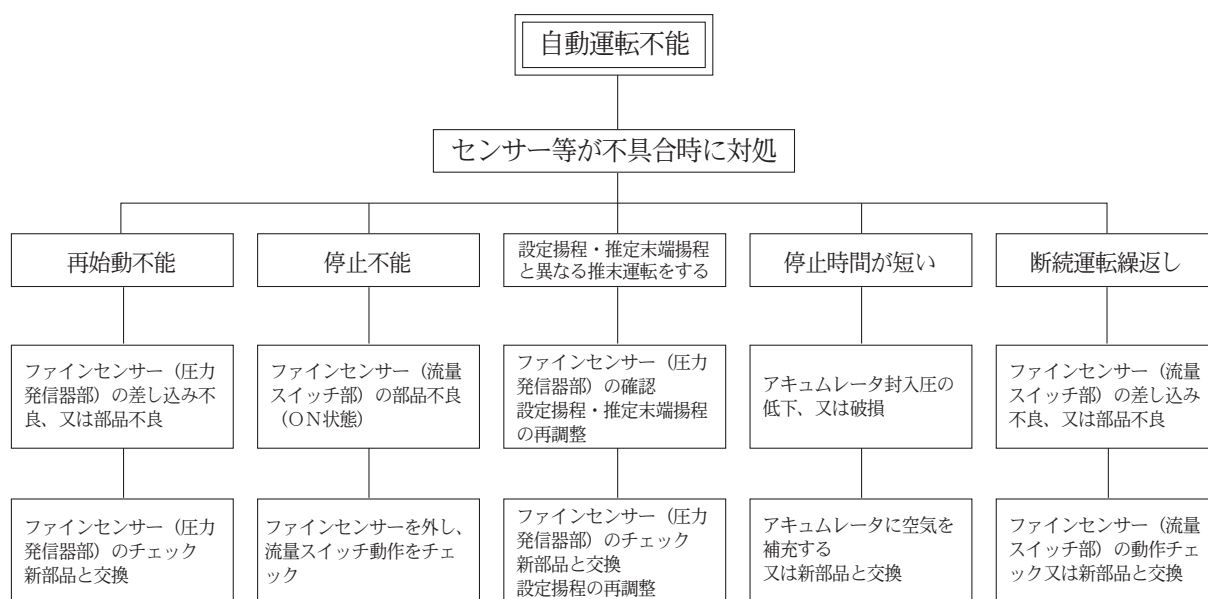 自動運転不能
センサー等が不具合時に対処
再始動不能
停止不能
設定揚程・推定末端揚程
と異なる推末運転をする
停止時間が短い
断続運転繰返し
ファインセンサー（圧力
発信器部）の差し込み不
良、又は部品不良
ファインセンサー（流量
スイッチ部）の部品不良
（ＯＮ状態）
ファインセンサー（圧力
発信器部）の確認
設定揚程・推定末端揚程
の再調整
アキュムレータ封入圧の
低下、又は破損
ファインセンサー（流量
スイッチ部）の差し込み
不良、又は部品不良
ファインセンサー（圧力
発信器部）のチェック
新部品と交換
ファインセンサーを外し、
流量スイッチ動作をチェ
ック
ファインセンサー（圧力
発信器部）のチェック
新部品と交換
設定揚程の再調整
アキュムレータに空気を
補充する
又は新部品と交換
ファインセンサー（流量
スイッチ部）の動作チェ
ック又は新部品と交換